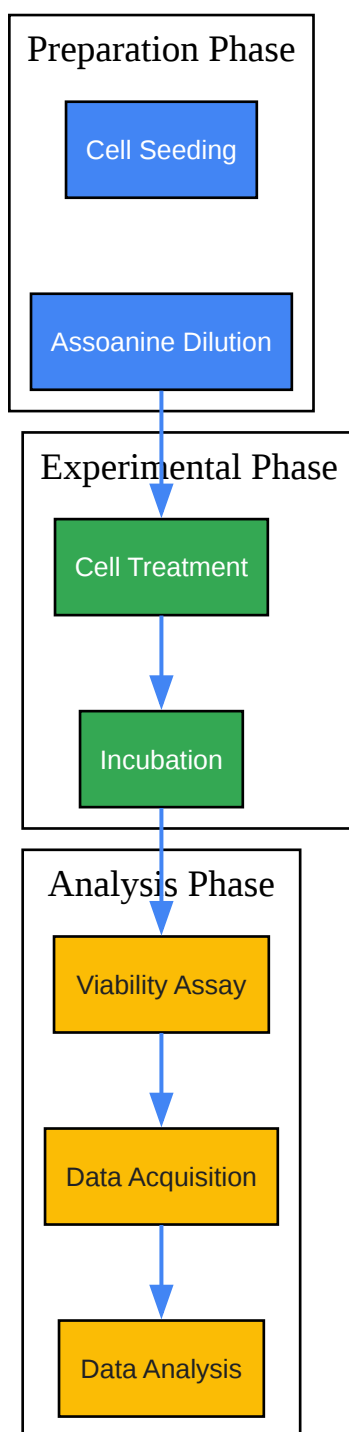 Preparation Phase
Cell Seeding
Assoanine Dilution
Experimental Phase
Cell Treatment
Incubation
Analysis Phase
Viability Assay
Data Acquisition
Data Analysis